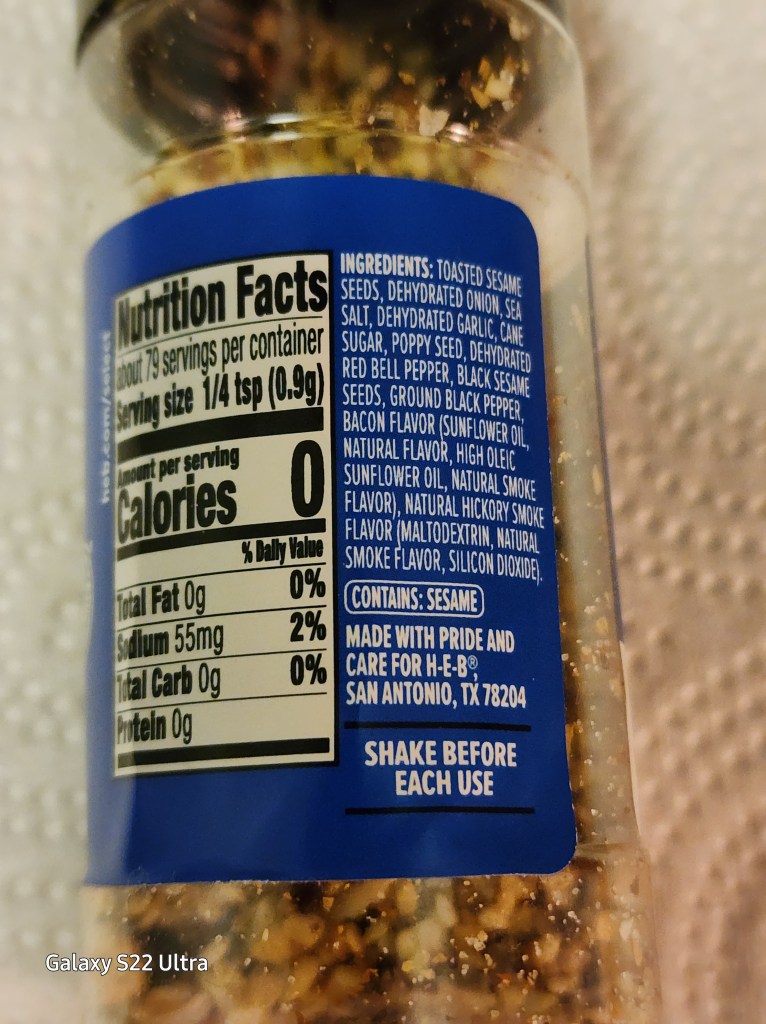 heb.com/select
Nutrition Facts
about 79 servings per container
Serving size 1/4 tsp (0.9g)
Amount per serving
Calories 0
% Daily Value
Total Fat 0g 0%
Sodium 55mg 2%
Total Carb 0g 0%
Protein 0g
INGREDIENTS: TOASTED SESAME
SEEDS, DEHYDRATED ONION, SEA
SALT, DEHYDRATED GARLIC, CANE
SUGAR, POPPY SEED, DEHYDRATED
RED BELL PEPPER, BLACK SESAME
SEEDS, GROUND BLACK PEPPER,
BACON FLAVOR (SUNFLOWER OIL,
NATURAL FLAVOR, HIGH OLEIC
SUNFLOWER OIL, NATURAL SMOKE
FLAVOR), NATURAL HICKORY SMOKE
FLAVOR (MALTODEXTRIN, NATURAL
SMOKE FLAVOR, SILICON DIOXIDE).
CONTAINS: SESAME
MADE WITH PRIDE AND
CARE FOR H-E-B®,
SAN ANTONIO, TX 78204
SHAKE BEFORE
EACH USE
Galaxy S22 Ultra